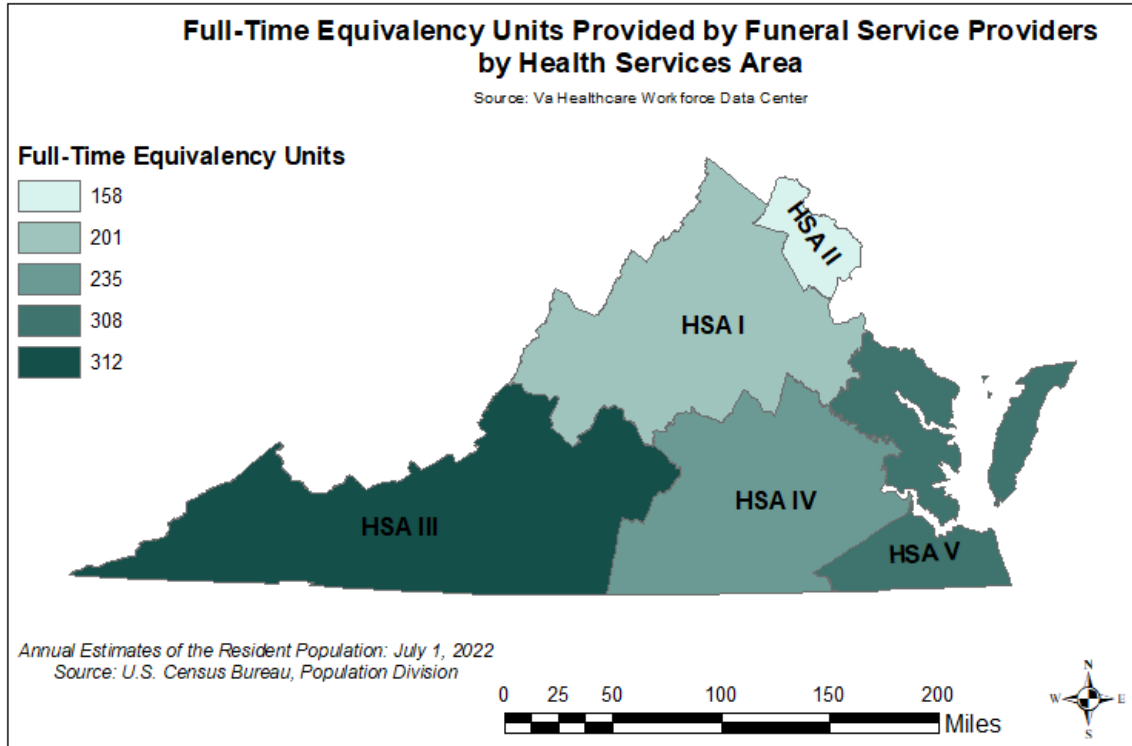 Full-Time Equivalency Units Provided by Funeral Service Providers
by Health Services Area
Source: Va Healthcare Workforce Data Center
Full-Time Equivalency Units
158
201
235
308
312
HSA II
HSA I
HSA IV
HSA III
HSA V
Annual Estimates of the Resident Population: July 1, 2022
Source: U.S. Census Bureau, Population Division
0 25 50 100 150 200
Miles
N
W E
S